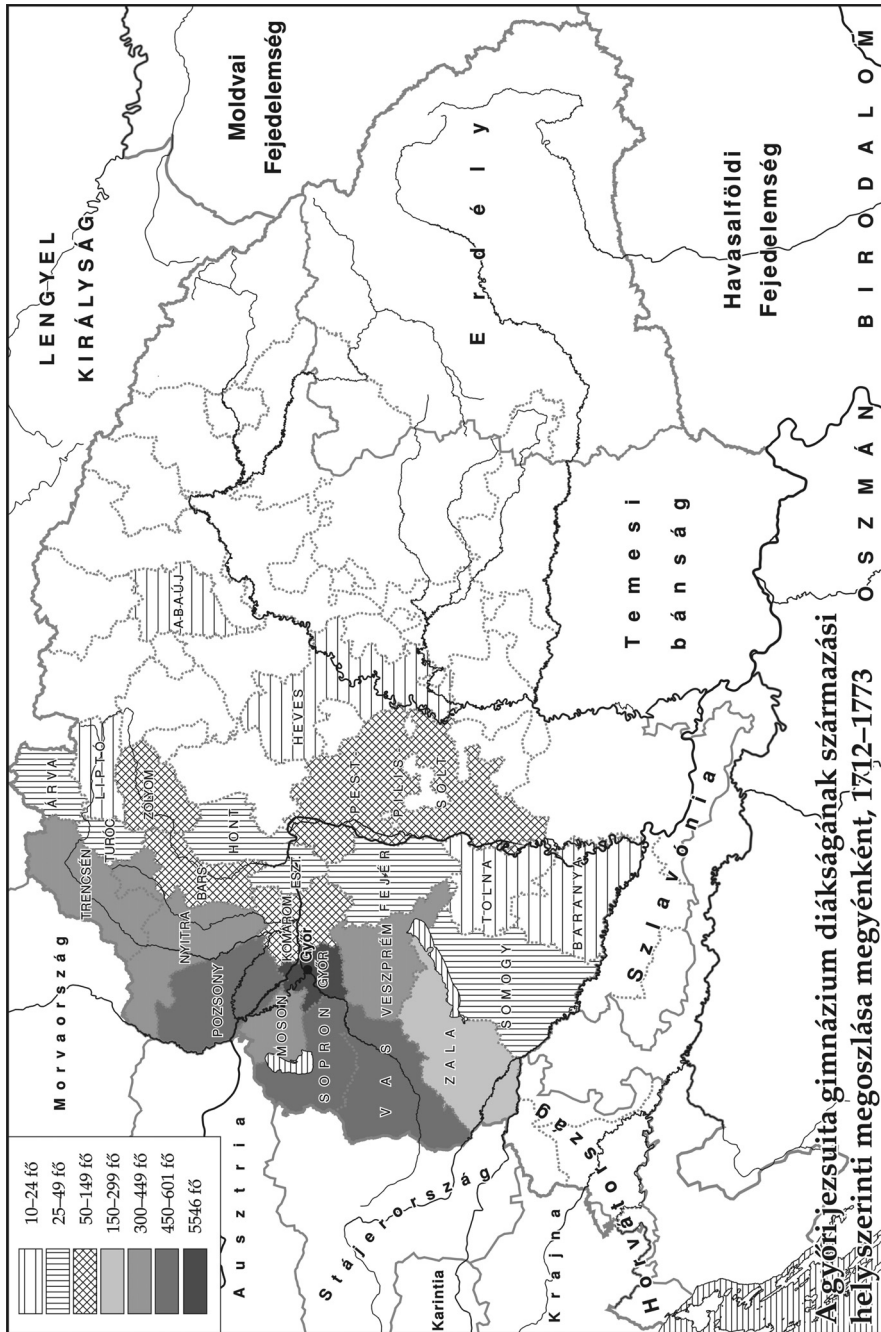 10–24 fő
25–49 fő
50–149 fő
150–299 fő
300–449 fő
450–601 fő
5546 fő
Morvaország
LENGYEL
KIRÁLYSÁG
Moldvai
Fejedelemség
Ausztria
ÁRVA
TRENCSÉN
LIPTÓ
TURÓC
ZÓLYOM
NYITRA
BARS
HONT
ABAÚJ
POZSONY
KOMÁROM
ESZT.
Győr
GYŐR
MOSON
SOPRON
HEVES
PEST-
PILIS-
SOLT
VAS
VESZPRÉM
FEJÉR
Erdély
Stájerország
ZALA
SOMOGY
TOLNA
BARANYA
Karintia
Krajna
Horvátország
Szlavónia
Temesi
bánság
Havasalföldi
Fejedelemség
OSZMÁN BIRODALOM
A győri jezsuita gimnázium diákságának származási
hely szerinti megoszlása megyénként, 1712–1773